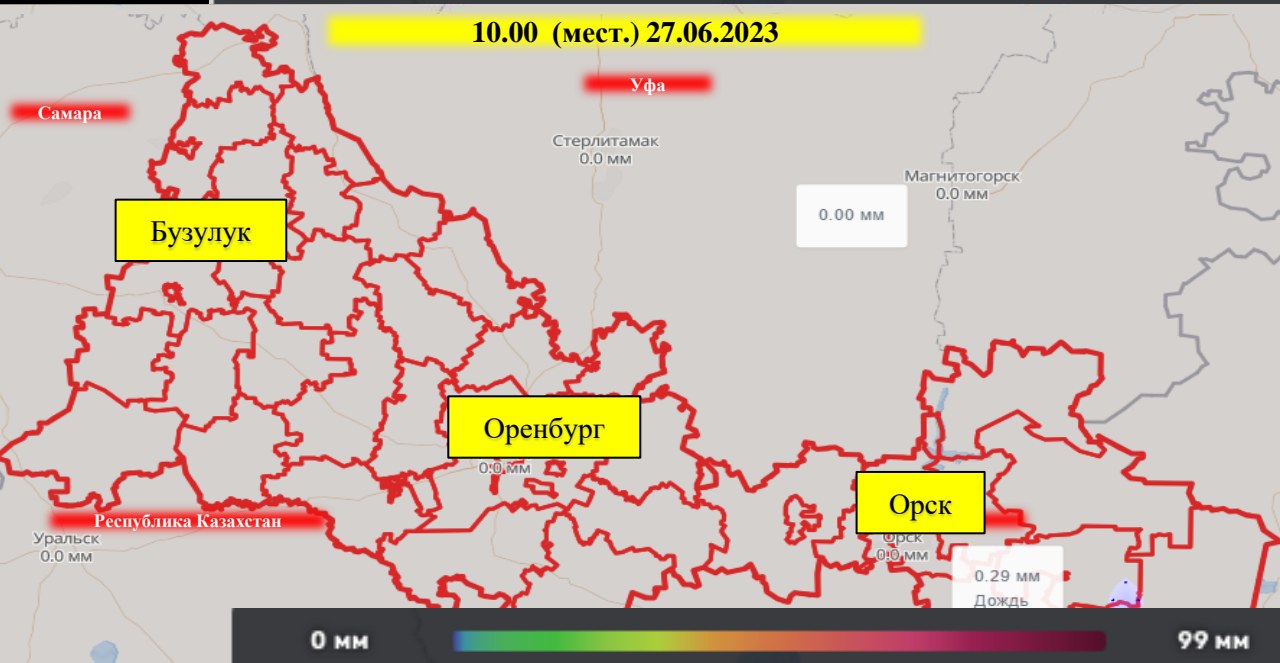 10.00 (мест.) 27.06.2023
Уфа
Самара
Стерлитамак
0.0 мм
Магнитогорск
0.0 мм
0.00 мм
Бузулук
Оренбург
0.0 мм
Орск
Республика Казахстан
Уральск
0.0 мм
Орск
0.0 мм
0.29 мм
Дождь
0 мм
99 мм